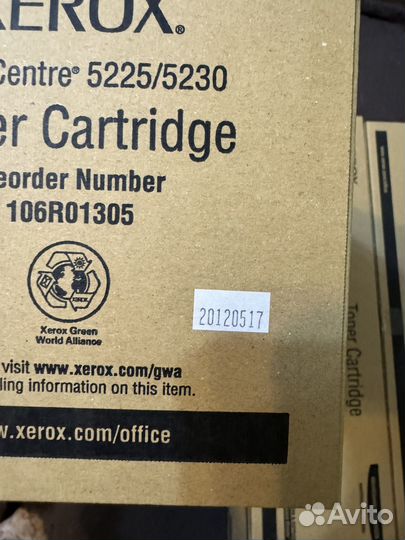 XEROX®
Centre® 5225/5230
er Cartridge
eorder Number
106R01305
Xerox Green
World Alliance
20120517
visit www.xerox.com/gwa
ling information on this item.
w.xerox.com/office
Toner Cartridge
Avito